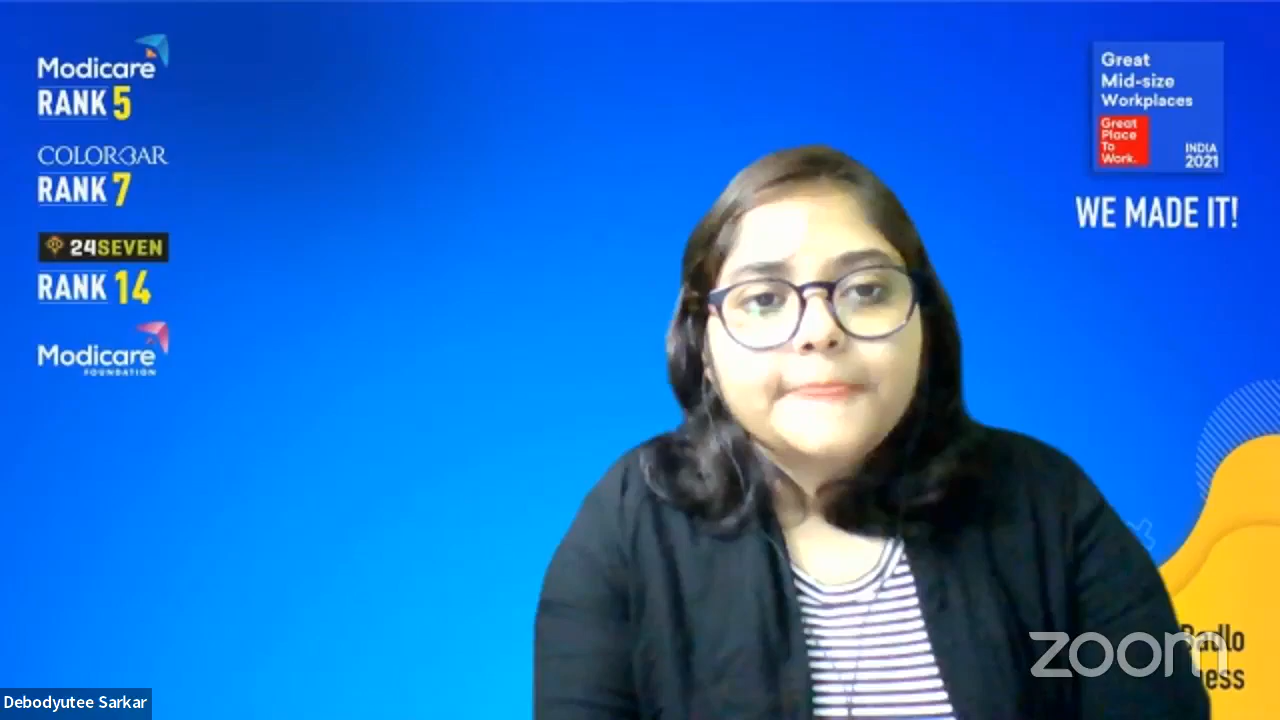 Modicare
RANK 5
COLORBAR
RANK 7
24SEVEN
RANK 14
Modicare
FOUNDATION
Great
Mid-size
Workplaces
Great
Place
To
Work.
INDIA
2021
WE MADE IT!
zoom
Debodyutee Sarkar